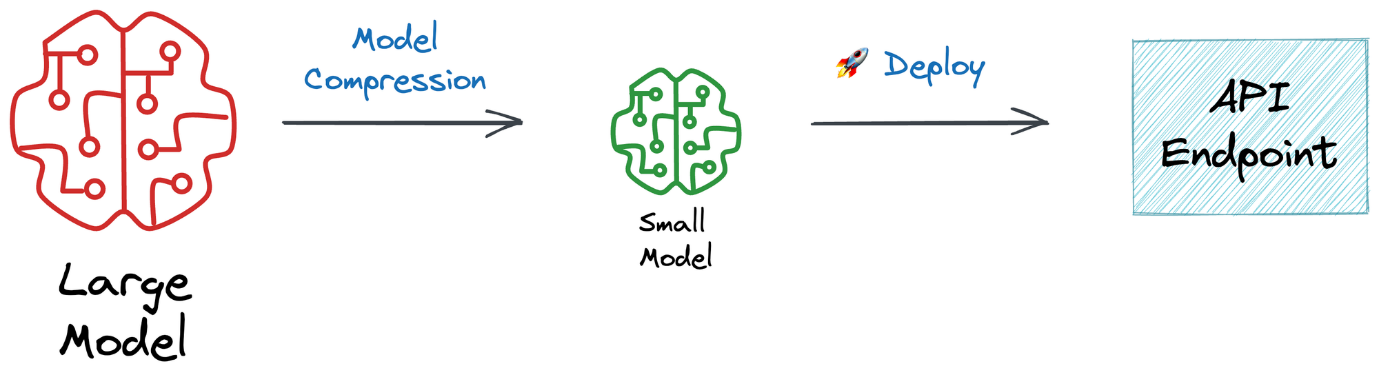 Model
Compression
🚀 Deploy
API
Endpoint
Small
Model
Large
Model